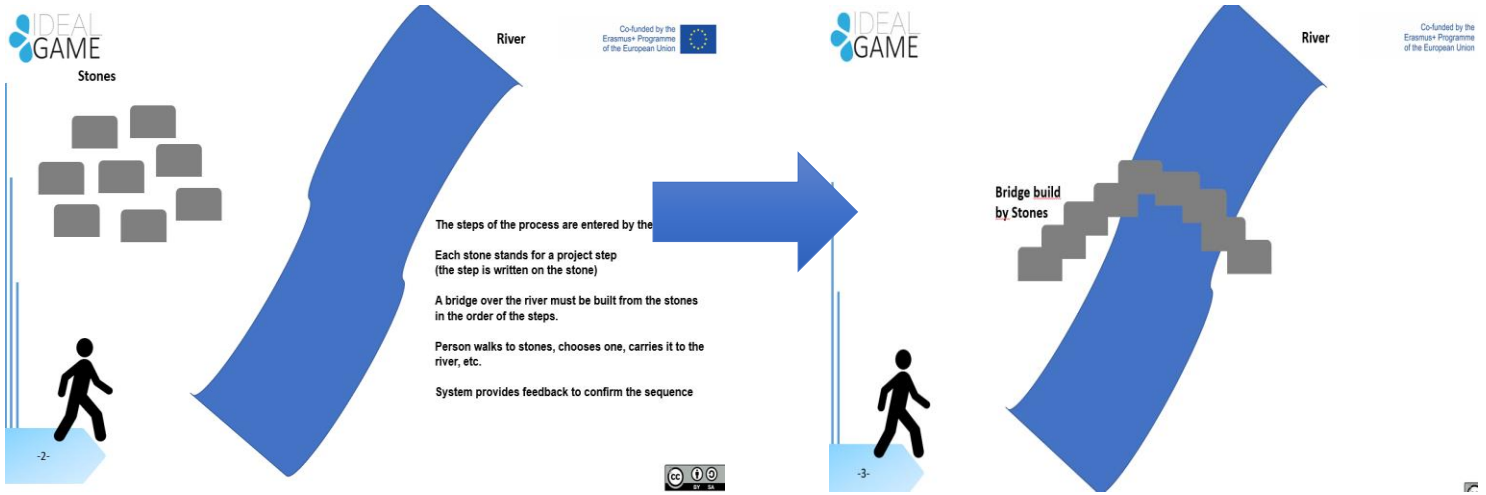 IDEAL
GAME
Stones
River
Co-funded by the
Erasmus+ Programme
of the European Union
The steps of the process are entered by the
Each stone stands for a project step
(the step is written on the stone)
A bridge over the river must be built from the stones
in the order of the steps.
Person walks to stones, chooses one, carries it to the
river, etc.
System provides feedback to confirm the sequence
-2-
cc
BY SA
IDEAL
GAME
River
Co-funded by the
Erasmus+ Programme
of the European Union
Bridge build
by Stones
-3-